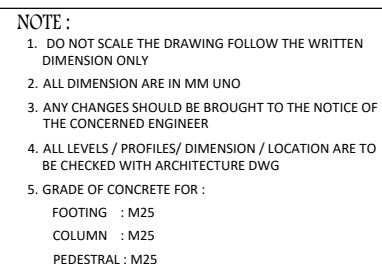 NOTE :
1. DO NOT SCALE THE DRAWING FOLLOW THE WRITTEN
DIMENSION ONLY
2. ALL DIMENSION ARE IN MM UNO
3. ANY CHANGES SHOULD BE BROUGHT TO THE NOTICE OF
THE CONCERNED ENGINEER
4. ALL LEVELS / PROFILES/ DIMENSION / LOCATION ARE TO
BE CHECKED WITH ARCHITECTURE DWG
5. GRADE OF CONCRETE FOR :
FOOTING : M25
COLUMN : M25
PEDESTRAL : M25